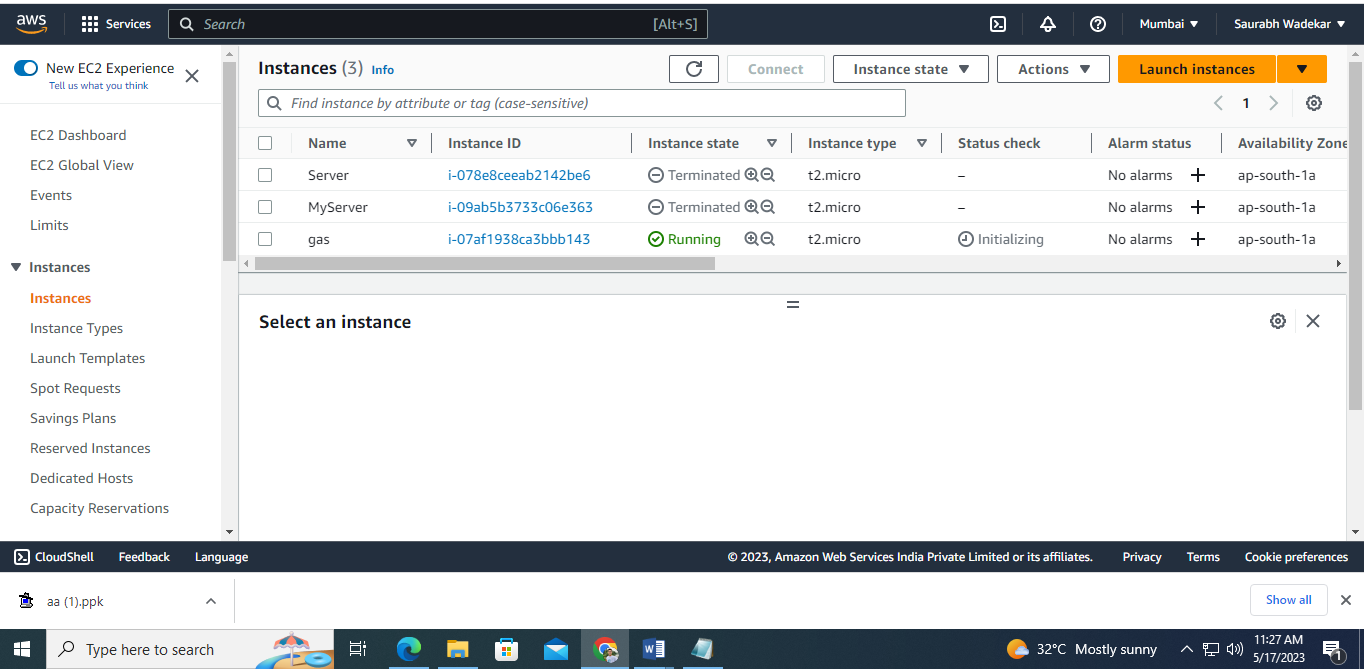 aws Services Search [Alt+S] Mumbai Saurabh Wadekar
New EC2 Experience
Tell us what you think
EC2 Dashboard
EC2 Global View
Events
Limits
Instances
Instances
Instance Types
Launch Templates
Spot Requests
Savings Plans
Reserved Instances
Dedicated Hosts
Capacity Reservations
Instances (3) Info Connect Instance state Actions Launch instances
Find instance by attribute or tag (case-sensitive) 1
Name Instance ID Instance state Instance type Status check Alarm status Availability Zone
Server i-078e8ceeab2142be6 Terminated t2.micro – No alarms + ap-south-1a
MyServer i-09ab5b3733c06e363 Terminated t2.micro – No alarms + ap-south-1a
gas i-07af1938ca3bbb143 Running t2.micro Initializing No alarms + ap-south-1a
Select an instance
CloudShell Feedback Language © 2023, Amazon Web Services India Private Limited or its affiliates. Privacy Terms Cookie preferences
aa (1).ppk Show all
Type here to search 32°C Mostly sunny 11:27 AM
5/17/2023 1